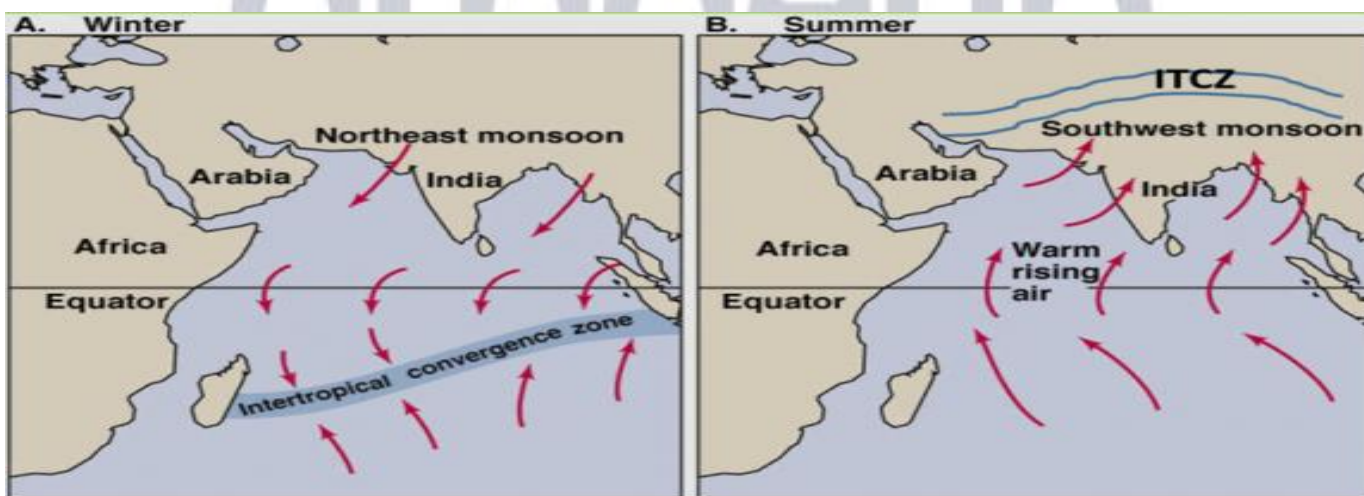 A. Winter
Northeast monsoon
Arabia
India
Africa
Equator
Intertropical convergence zone
B. Summer
ITCZ
Southwest monsoon
Arabia
India
Africa
Warm
rising
air
Equator